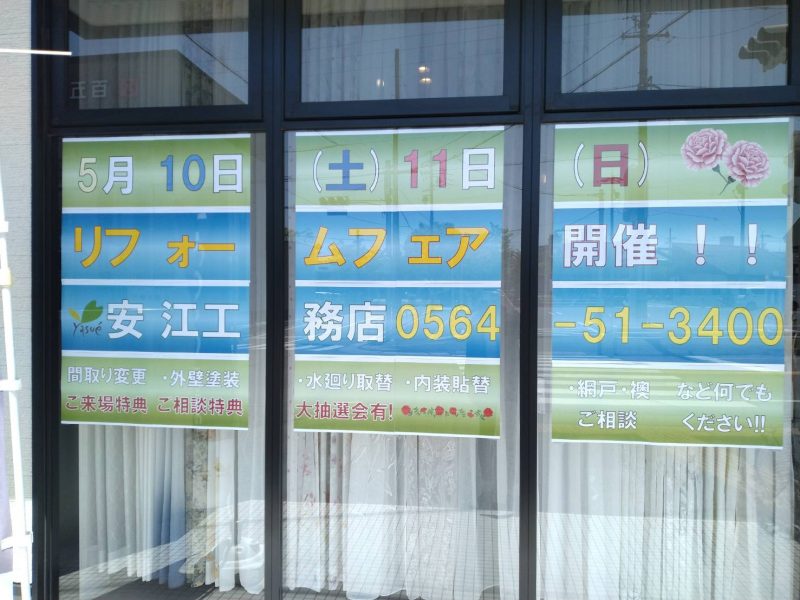 5月10日(土)11日(日)
リフォームフェア開催!!
Yasué 安江工務店 0564-51-3400
間取り変更・外壁塗装・水廻り取替・内装貼替・網戸・襖など何でも
ご来場特典 ご相談特典 大抽選会有! ご相談ください!!